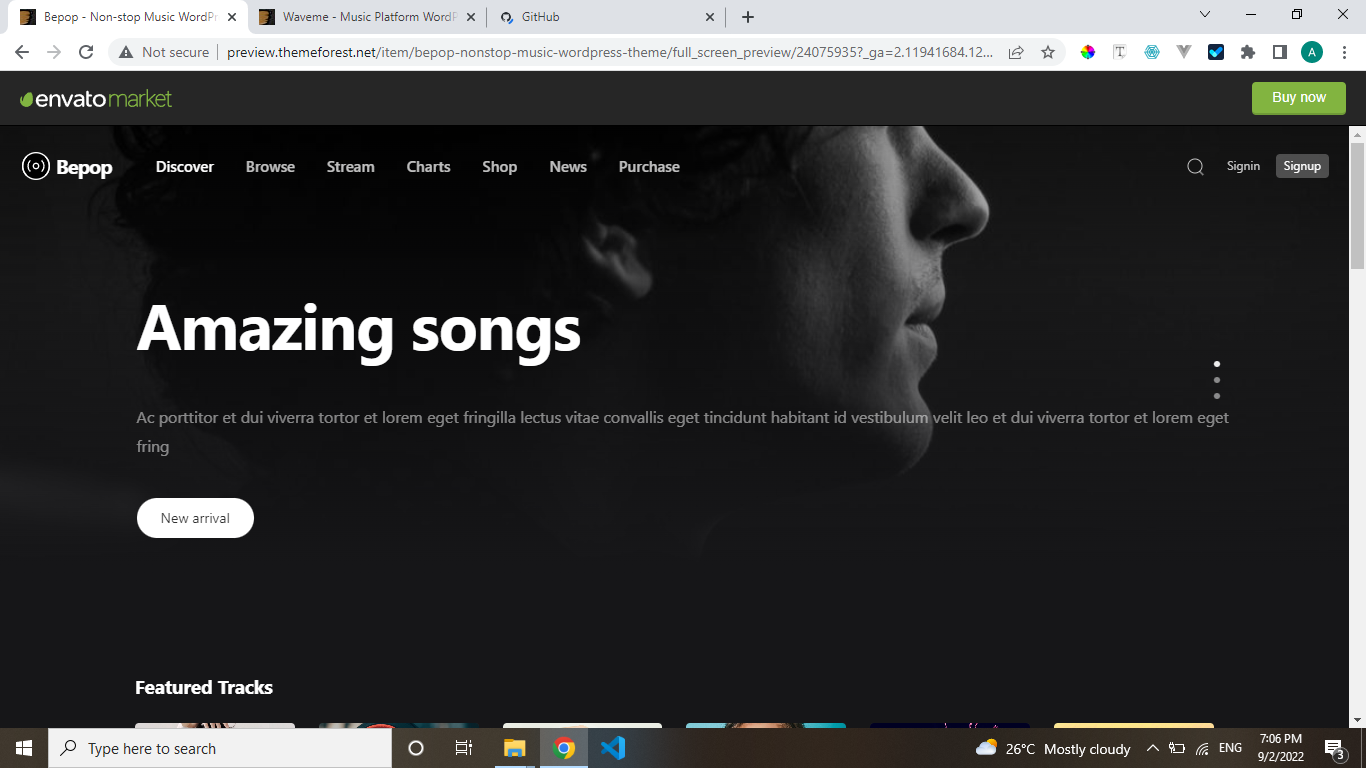 Bepop - Non-stop Music WordPr
Waveme - Music Platform WordP
GitHub
Not secure
preview.themeforest.net/item/bepop-nonstop-music-wordpress-theme/full_screen_preview/24075935?_ga=2.11941684.12...
T
A
envatomarket
Buy now
Bepop
Discover
Browse
Stream
Charts
Shop
News
Purchase
Signin
Signup
Amazing songs
Ac porttitor et dui viverra tortor et lorem eget fringilla lectus vitae convallis eget tincidunt habitant id vestibulum velit leo et dui viverra tortor et lorem eget
fring
New arrival
Featured Tracks
Type here to search
26°C Mostly cloudy
ENG
7:06 PM
9/2/2022
3